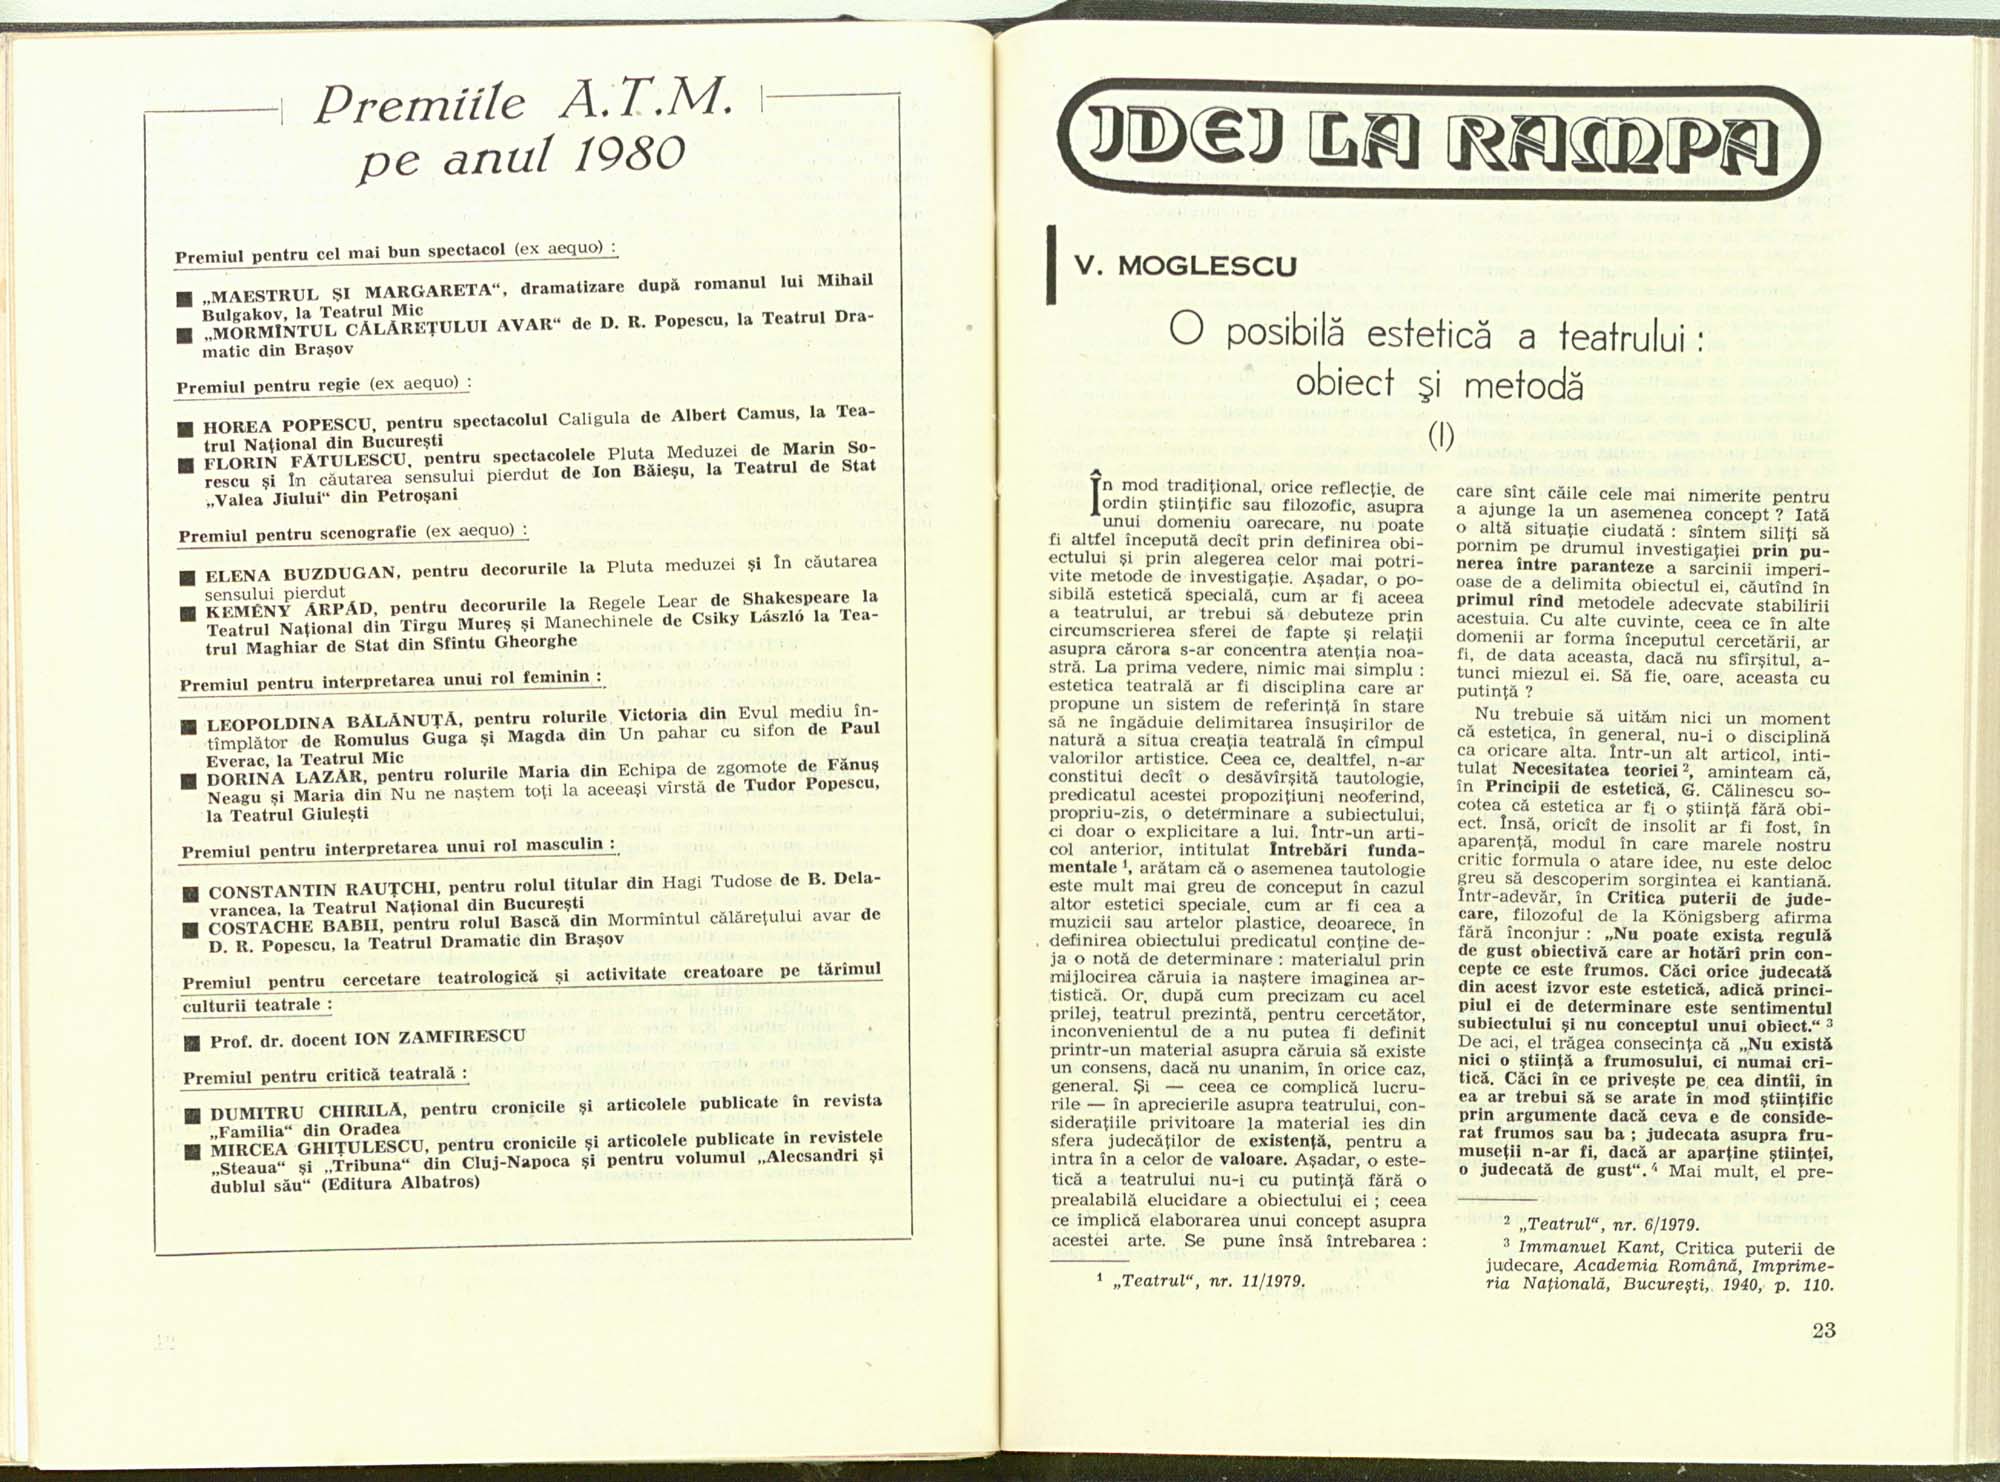 Premiile A.T.M.
pe anul 1980
Premiul pentru cel mai bun spectacol (ex aequo) :
■ „MAESTRUL ŞI MARGARETA“, dramatizare după romanul lui Mihail
Bulgakov, la Teatrul Mic
■ „MORMÎNTUL CĂLĂREŢULUI AVAR“ de D. R. Popescu, la Teatrul Dra-
matic din Braşov
Premiul pentru regie (ex aequo) :
■ HOREA POPESCU, pentru spectacolul Caligula de Albert Camus, la Tea-
trul Naţional din Bucureşti
■ FLORIN FĂTULESCU, pentru spectacolele Pluta Meduzei de Marin So-
rescu şi În căutarea sensului pierdut de Ion Băieşu, la Teatrul de Stat
„Valea Jiului“ din Petroşani
Premiul pentru scenografie (ex aequo) :
■ ELENA BUZDUGAN, pentru decorurile la Pluta meduzei şi În căutarea
sensului pierdut
■ KEMÉNY ÁRPÁD, pentru decorurile la Regele Lear de Shakespeare la
Teatrul Naţional din Tîrgu Mureş şi Manechinele de Csiky László la Tea-
trul Maghiar de Stat din Sfîntu Gheorghe
Premiul pentru interpretarea unui rol feminin :
■ LEOPOLDINA BĂLĂNUŢĂ, pentru rolurile Victoria din Evul mediu în-
tîmplător de Romulus Guga şi Magda din Un pahar cu sifon de Paul
Everac, la Teatrul Mic
■ DORINA LAZĂR, pentru rolurile Maria din Echipa de zgomote de Fănuş
Neagu şi Maria din Nu ne naştem toţi la aceeaşi vîrstă de Tudor Popescu,
la Teatrul Giuleşti
Premiul pentru interpretarea unui rol masculin :
■ CONSTANTIN RAUŢCHI, pentru rolul titular din Hagi Tudose de B. Dela-
vrancea, la Teatrul Naţional din Bucureşti
■ COSTACHE BABII, pentru rolul Bască din Mormîntul călăreţului avar de
D. R. Popescu, la Teatrul Dramatic din Braşov
Premiul pentru cercetare teatrologică şi activitate creatoare pe tărîmul
culturii teatrale :
■ Prof. dr. docent ION ZAMFIRESCU
Premiul pentru critică teatrală :
■ DUMITRU CHIRILĂ, pentru cronicile şi articolele publicate în revista
„Familia“ din Oradea
■ MIRCEA GHIŢULESCU, pentru cronicile şi articolele publicate în revistele
„Steaua“ şi „Tribuna“ din Cluj-Napoca şi pentru volumul „Alecsandri şi
dublul său“ (Editura Albatros)
IDEI LA RAMPA
V. MOGLESCU
O posibilă estetică a teatrului :
obiect şi metodă
(I)
În mod tradiţional, orice reflecţie, de
ordin ştiinţific sau filozofic, asupra
unui domeniu oarecare, nu poate
fi altfel începută decît prin definirea obi-
ectului şi prin alegerea celor mai potri-
vite metode de investigaţie. Aşadar, o po-
sibilă estetică specială, cum ar fi aceea
a teatrului, ar trebui să debuteze prin
circumscrierea sferei de fapte şi relaţii
asupra cărora s-ar concentra atenţia noa-
stră. La prima vedere, nimic mai simplu :
estetica teatrală ar fi disciplina care ar
propune un sistem de referinţă în stare
să ne îngăduie delimitarea însuşirilor de
natură a situa creaţia teatrală în cîmpul
valorilor artistice. Ceea ce, dealtfel, n-ar
constitui decît o desăvîrşită tautologie,
predicatul acestei propoziţiuni neoferind,
propriu-zis, o determinare a subiectului,
ci doar o explicitare a lui. Într-un arti-
col anterior, intitulat Întrebări funda-
mentale ¹, arătam că o asemenea tautologie
este mult mai greu de conceput în cazul
altor estetici speciale, cum ar fi cea a
muzicii sau artelor plastice, deoarece, în
definirea obiectului predicatul conţine de-
ja o notă de determinare : materialul prin
mijlocirea căruia ia naştere imaginea ar-
tistică. Or, după cum precizam cu acel
prilej, teatrul prezintă, pentru cercetător,
inconvenientul de a nu putea fi definit
printr-un material asupra căruia să existe
un consens, dacă nu unanim, în orice caz,
general. Şi — ceea ce complică lucru-
rile — în aprecierile asupra teatrului, con-
sideraţiile privitoare la material ies din
sfera judecăţilor de existenţă, pentru a
intra în a celor de valoare. Aşadar, o este-
tică a teatrului nu-i cu putinţă fără o
prealabilă elucidare a obiectului ei ; ceea
ce implică elaborarea unui concept asupra
acestei arte. Se pune însă întrebarea :
¹ „Teatrul“, nr. 11/1979.
care sînt căile cele mai nimerite pentru
a ajunge la un asemenea concept ? Iată
o altă situaţie ciudată : sîntem siliţi să
pornim pe drumul investigaţiei prin pu-
nerea între paranteze a sarcinii imperi-
oase de a delimita obiectul ei, căutînd în
primul rînd metodele adecvate stabilirii
acestuia. Cu alte cuvinte, ceea ce în alte
domenii ar forma începutul cercetării, ar
fi, de data aceasta, dacă nu sfîrşitul, a-
tunci miezul ei. Să fie, oare, aceasta cu
putinţă ?
Nu trebuie să uităm nici un moment
că estetica, în general, nu-i o disciplină
ca oricare alta. Într-un alt articol, inti-
tulat Necesitatea teoriei ², aminteam că,
în Principii de estetică, G. Călinescu so-
cotea că estetica ar fi o ştiinţă fără obi-
ect. Însă, oricît de insolit ar fi fost, în
aparenţă, modul în care marele nostru
critic formula o atare idee, nu este deloc
greu să descoperim sorgintea ei kantiană.
Într-adevăr, în Critica puterii de jude-
care, filozoful de la Königsberg afirma
fără înconjur : „Nu poate exista regulă
de gust obiectivă care ar hotărî prin con-
cepte ce este frumos. Căci orice judecată
din acest izvor este estetică, adică princi-
piul ei de determinare este sentimentul
subiectului şi nu conceptul unui obiect.“ ³
De aci, el trăgea consecinţa că „Nu există
nici o ştiinţă a frumosului, ci numai cri-
tică. Căci în ce priveşte pe cea dintîi, în
ea ar trebui să se arate în mod ştiinţific
prin argumente dacă ceva e de conside-
rat frumos sau ba ; judecata asupra fru-
museţii n-ar fi, dacă ar aparţine ştiinţei,
o judecată de gust“. ⁴ Mai mult, el pre-
² „Teatrul“, nr. 6/1979.
³ Immanuel Kant, Critica puterii de
judecare, Academia Română, Imprime-
ria Naţională, Bucureşti, 1940, p. 110.
23